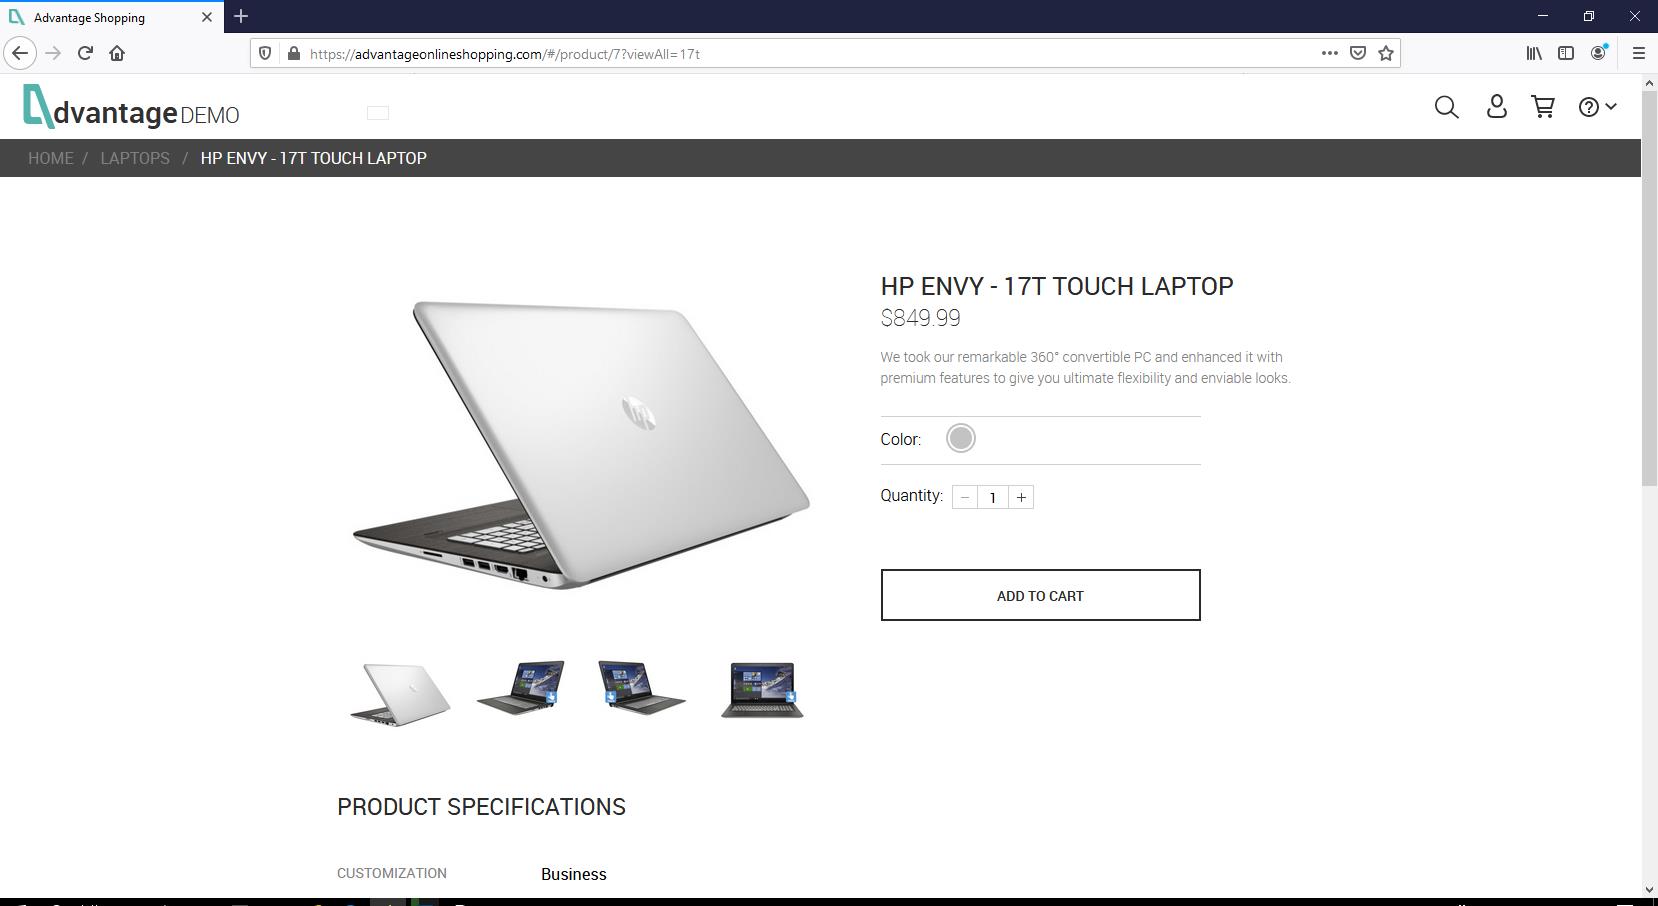 Advantage Shopping
https://advantageonlineshopping.com/#/product/7?viewAll=17t
dvantage DEMO
HOME / LAPTOPS / HP ENVY - 17T TOUCH LAPTOP
HP ENVY - 17T TOUCH LAPTOP
$849.99
We took our remarkable 360° convertible PC and enhanced it with
premium features to give you ultimate flexibility and enviable looks.
Color:
Quantity: − 1 +
ADD TO CART
hp
PRODUCT SPECIFICATIONS
CUSTOMIZATION Business